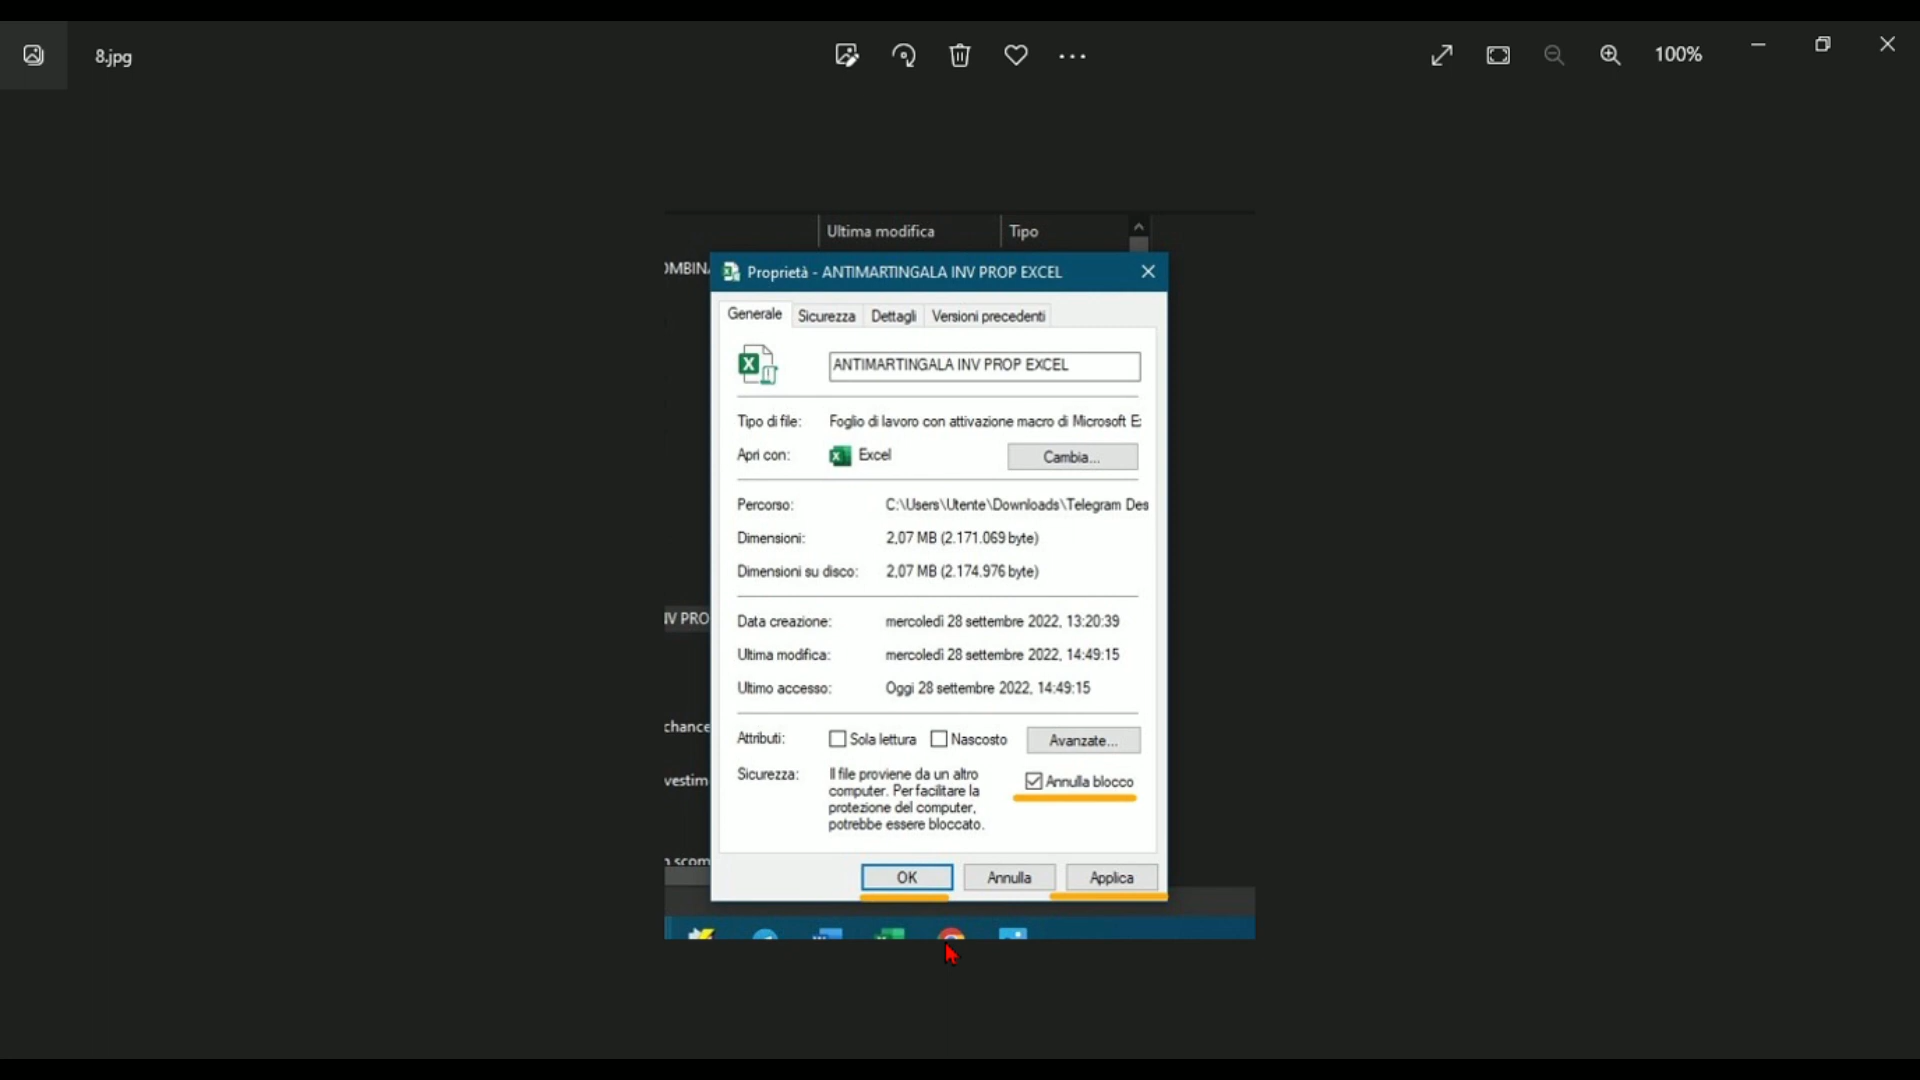 8.jpg
100%
Ultima modifica
Tipo
Proprietà - ANTIMARTINGALA INV PROP EXCEL
Generale
Sicurezza
Dettagli
Versioni precedenti
ANTIMARTINGALA INV PROP EXCEL
Tipo di file:
Foglio di lavoro con attivazione macro di Microsoft E
Apri con:
Excel
Cambia...
Percorso:
C:\Users\Utente\Downloads\Telegram Des
Dimensioni:
2,07 MB (2.171.069 byte)
Dimensioni su disco:
2,07 MB (2.174.976 byte)
Data creazione:
mercoledì 28 settembre 2022, 13:20:39
Ultima modifica:
mercoledì 28 settembre 2022, 14:49:15
Ultimo accesso:
Oggi 28 settembre 2022, 14:49:15
Attributi:
Sola lettura
Nascosto
Avanzate...
Sicurezza:
Il file proviene da un altro
computer. Per facilitare la
protezione del computer,
potrebbe essere bloccato.
Annulla blocco
OK
Annulla
Applica
chance
vestim